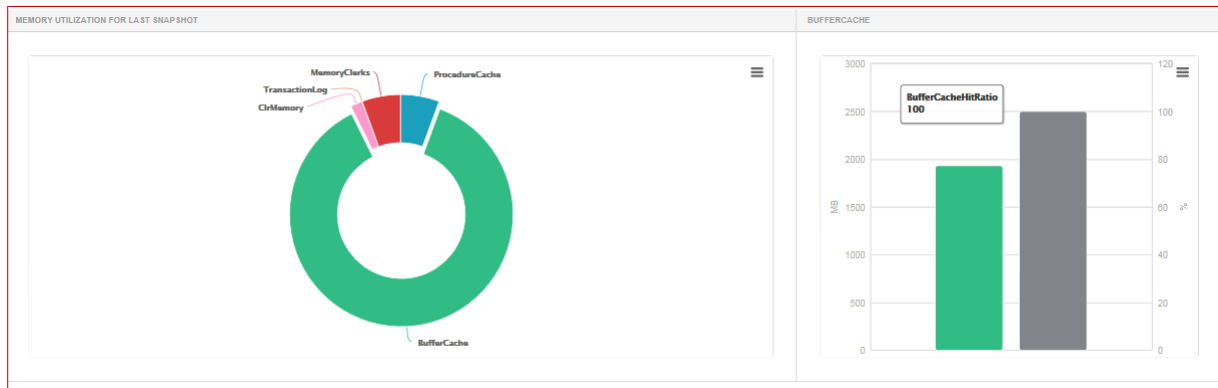 MEMORY UTILIZATION FOR LAST SNAPSHOT
BUFFERCACHE
MemoryClerks
ProcedureCache
TransactionLog
ClrMemory
BufferCache
3000
2500
2000
1500
1000
500
0
MB
BufferCacheHitRatio
100
120
100
80
60
40
20
0
%